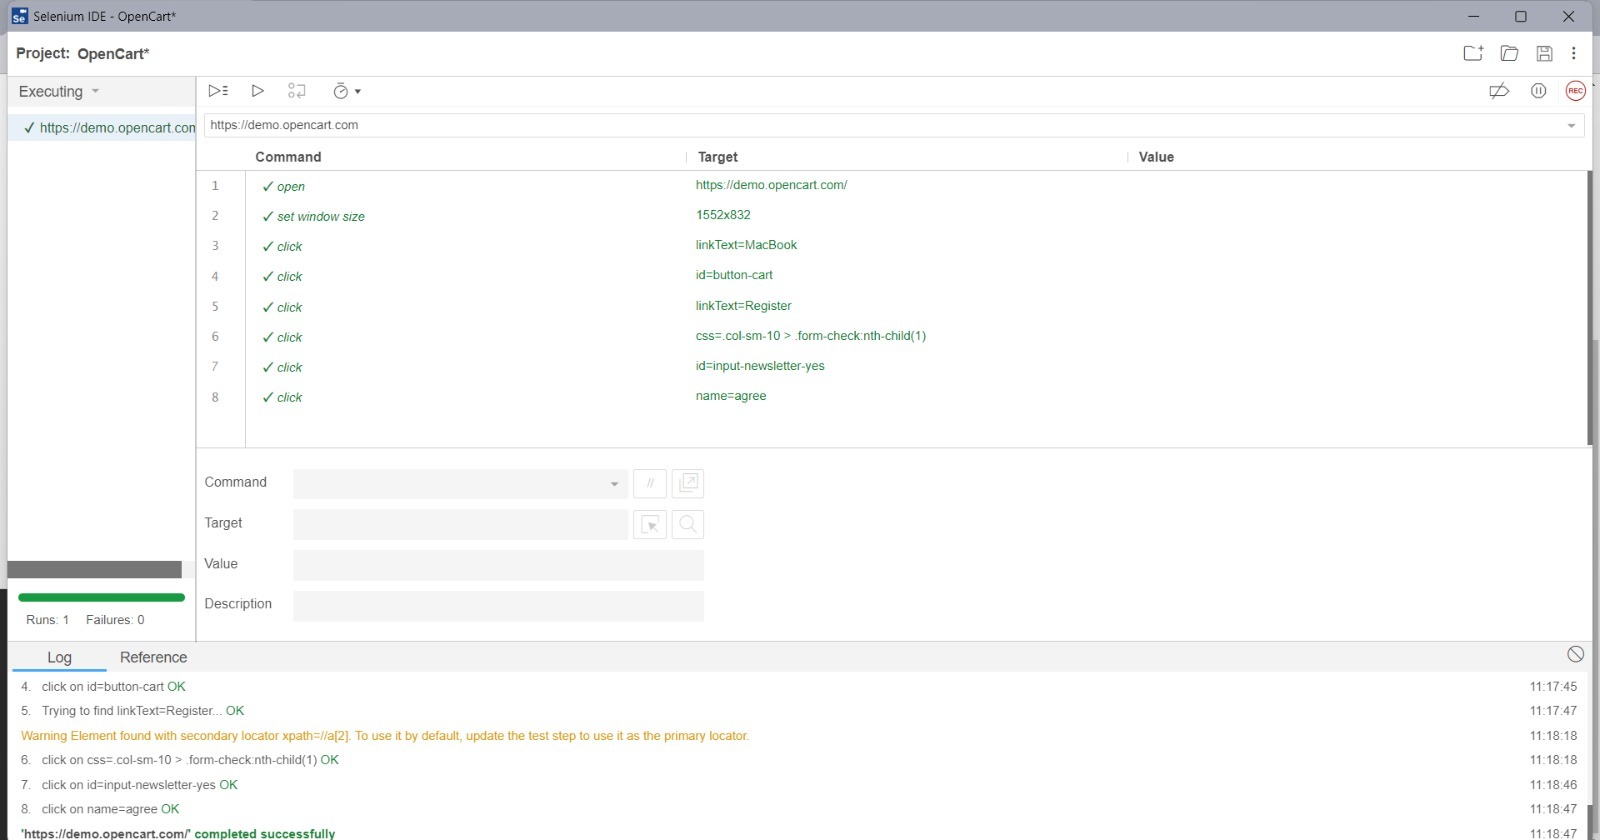 Selenium IDE - OpenCart*
Project: OpenCart*
Executing
✓ https://demo.opencart.com
https://demo.opencart.com
Command Target Value
1 ✓ open https://demo.opencart.com/
2 ✓ set window size 1552x832
3 ✓ click linkText=MacBook
4 ✓ click id=button-cart
5 ✓ click linkText=Register
6 ✓ click css=.col-sm-10 > .form-check:nth-child(1)
7 ✓ click id=input-newsletter-yes
8 ✓ click name=agree
Command //
Target
Value
Description
Runs: 1 Failures: 0
REC
Log Reference
4. click on id=button-cart OK 11:17:45
5. Trying to find linkText=Register... OK 11:17:47
Warning Element found with secondary locator xpath=//a[2]. To use it by default, update the test step to use it as the primary locator. 11:18:18
6. click on css=.col-sm-10 > .form-check:nth-child(1) OK 11:18:18
7. click on id=input-newsletter-yes OK 11:18:46
8. click on name=agree OK 11:18:47
'https://demo.opencart.com/' completed successfully 11:18:47